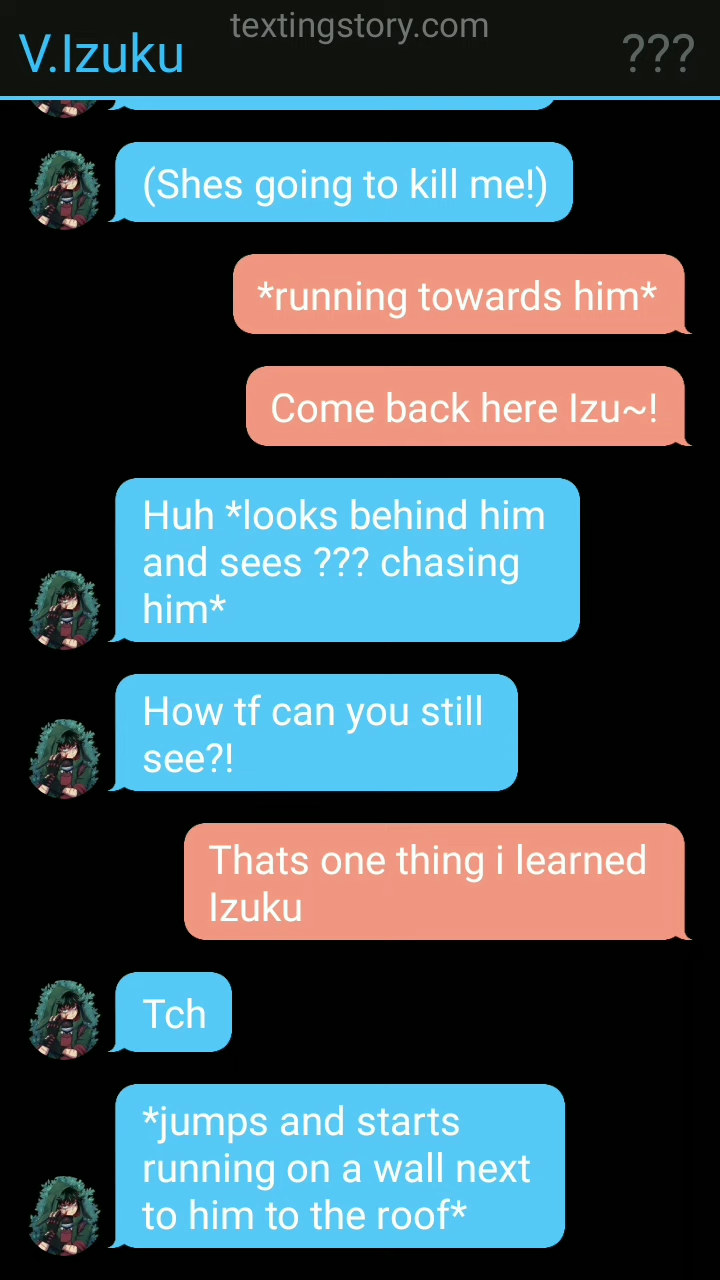 textingstory.com
V.Izuku
???
(Shes going to kill me!)
*running towards him*
Come back here Izu~!
Huh *looks behind him
and sees ??? chasing
him*
How tf can you still
see?!
Thats one thing i learned
Izuku
Tch
*jumps and starts
running on a wall next
to him to the roof*